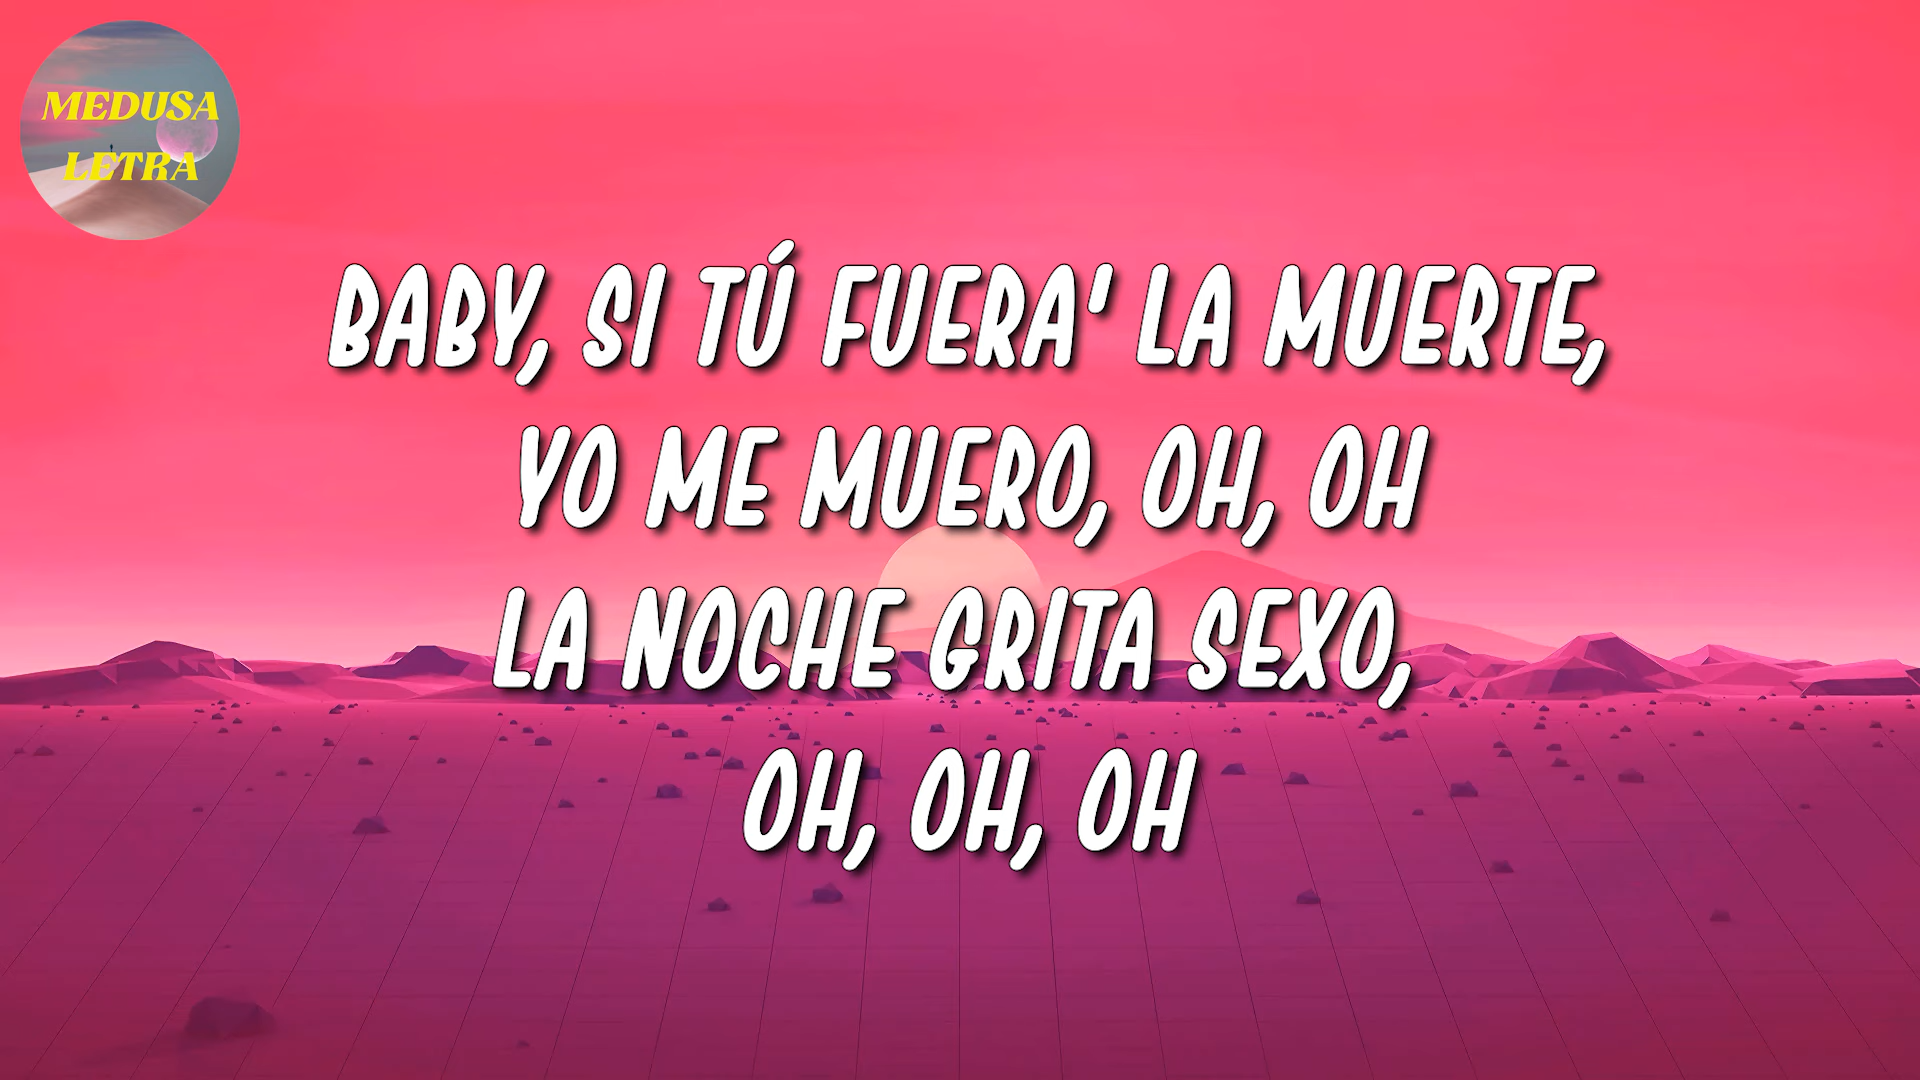 MEDUSA
LETRA
BABY, SI TÚ FUERA' LA MUERTE,
YO ME MUERO, OH, OH
LA NOCHE GRITA SEXO,
OH, OH, OH